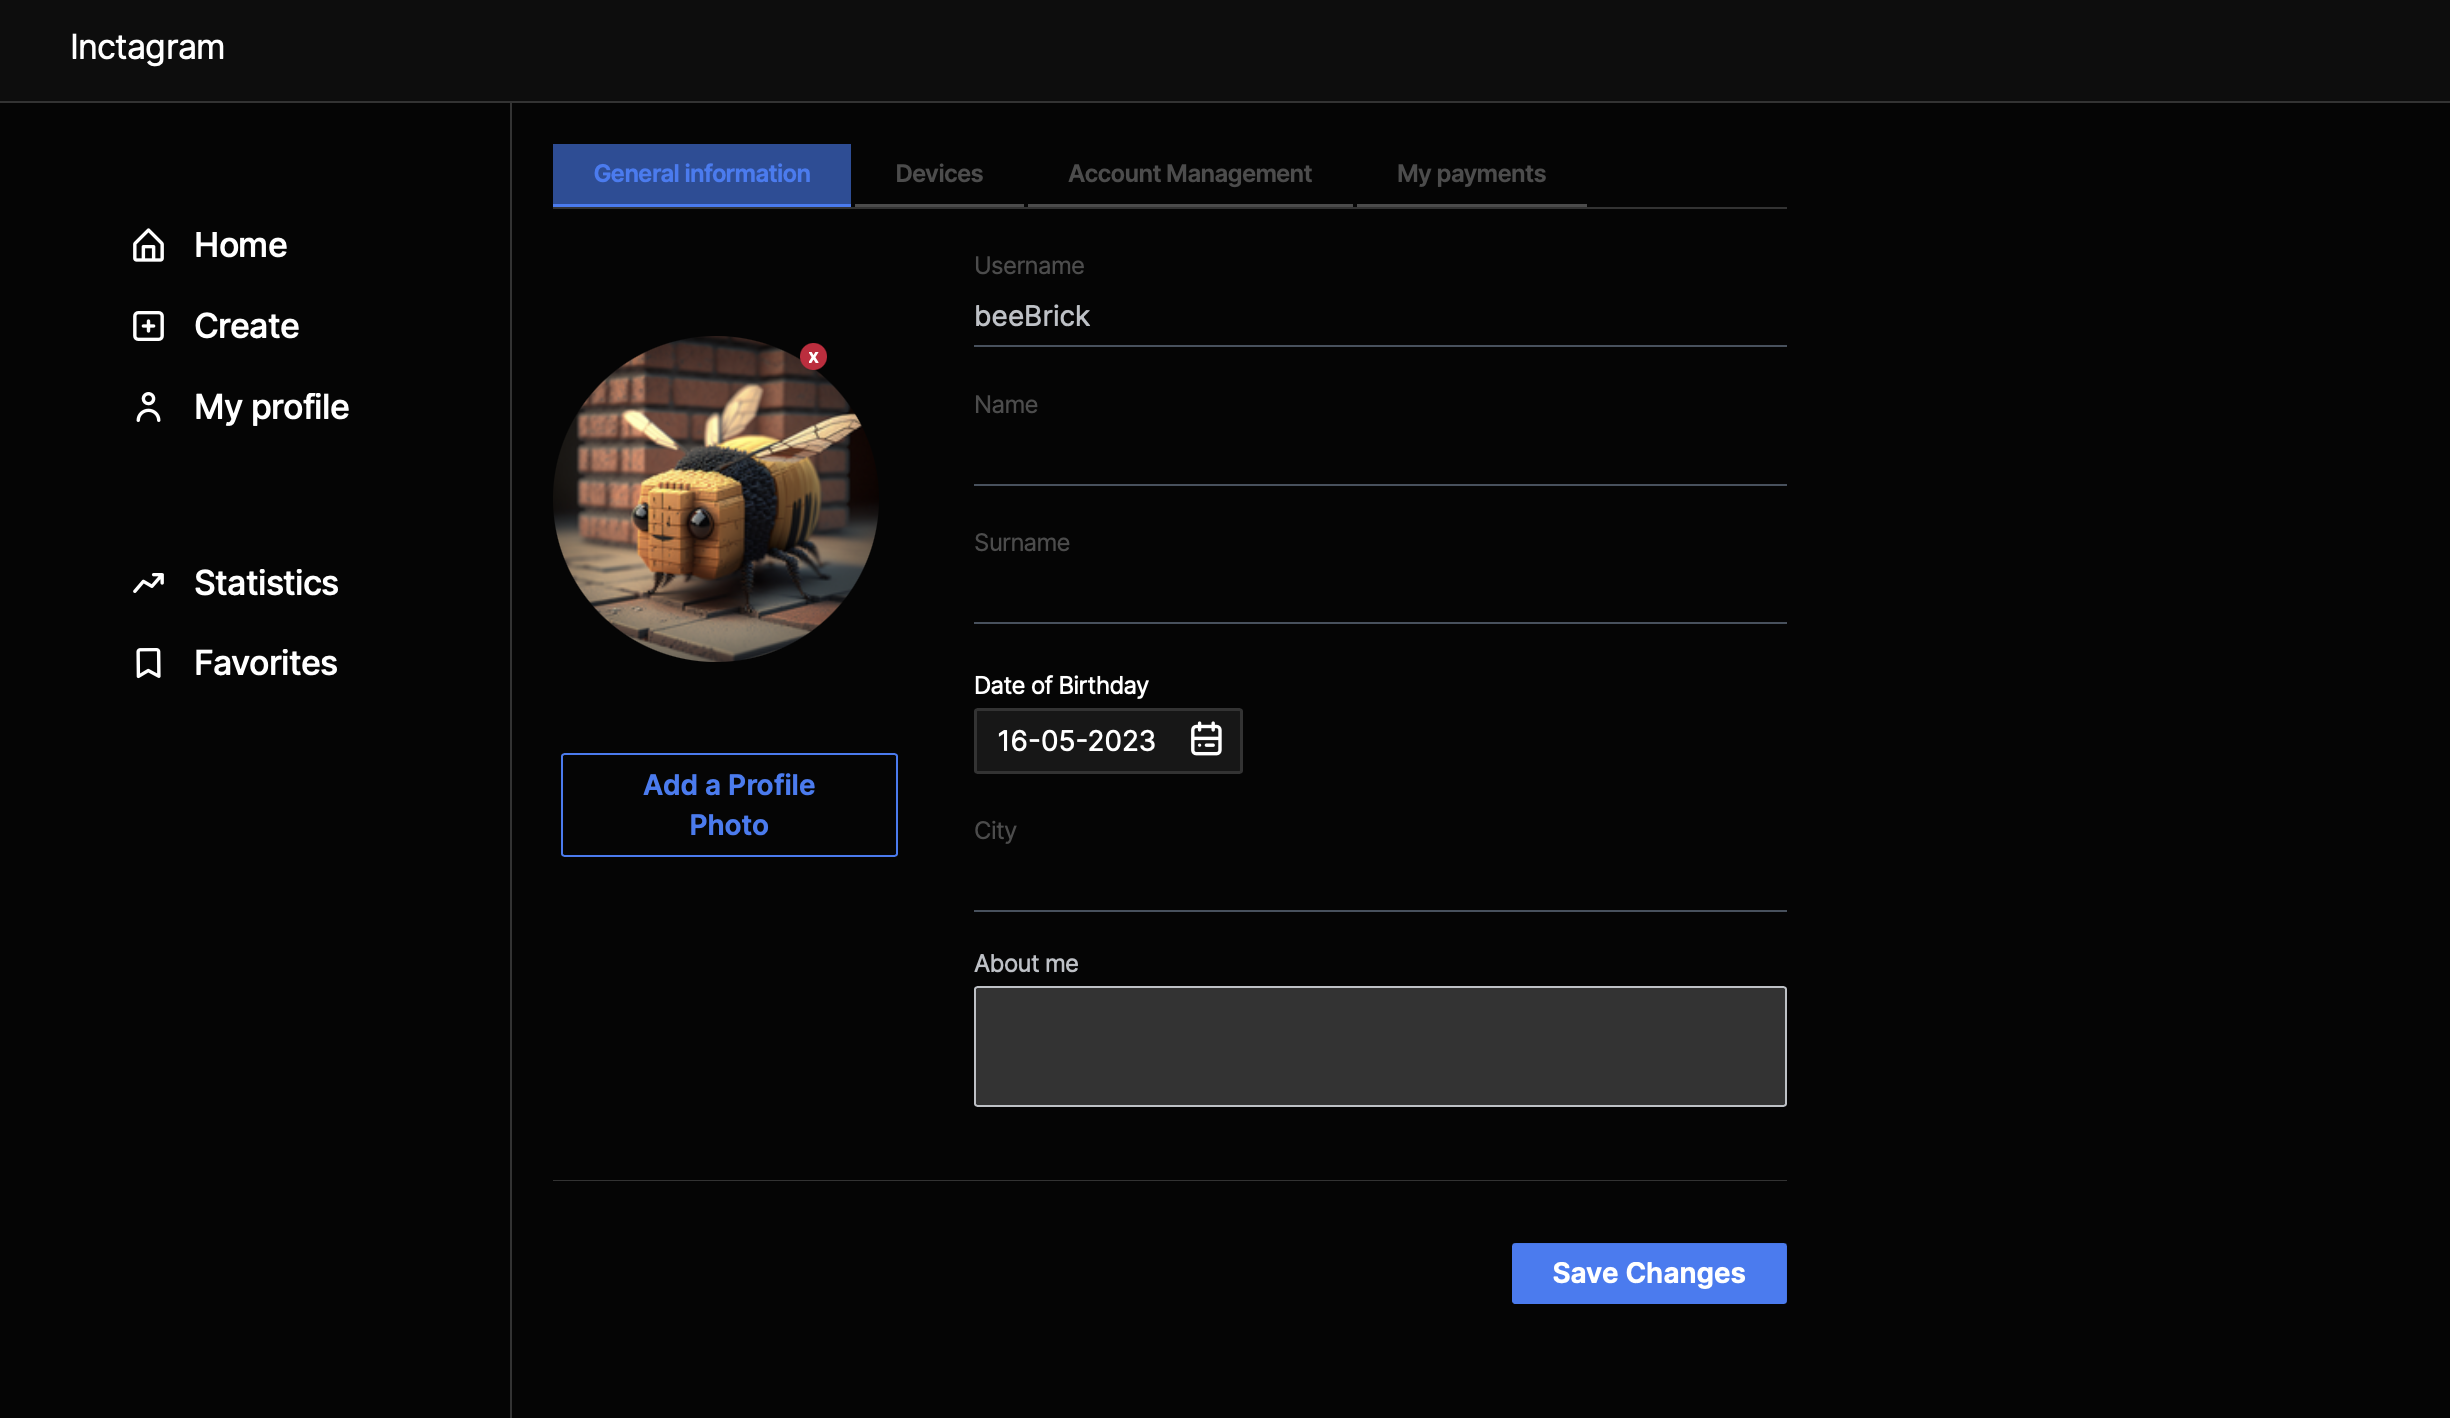 Inctagram
Home
Create
My profile
Statistics
Favorites
General information
Devices
Account Management
My payments
x
Add a Profile
Photo
Username
beeBrick
Name
Surname
Date of Birthday
16-05-2023
City
About me
Save Changes